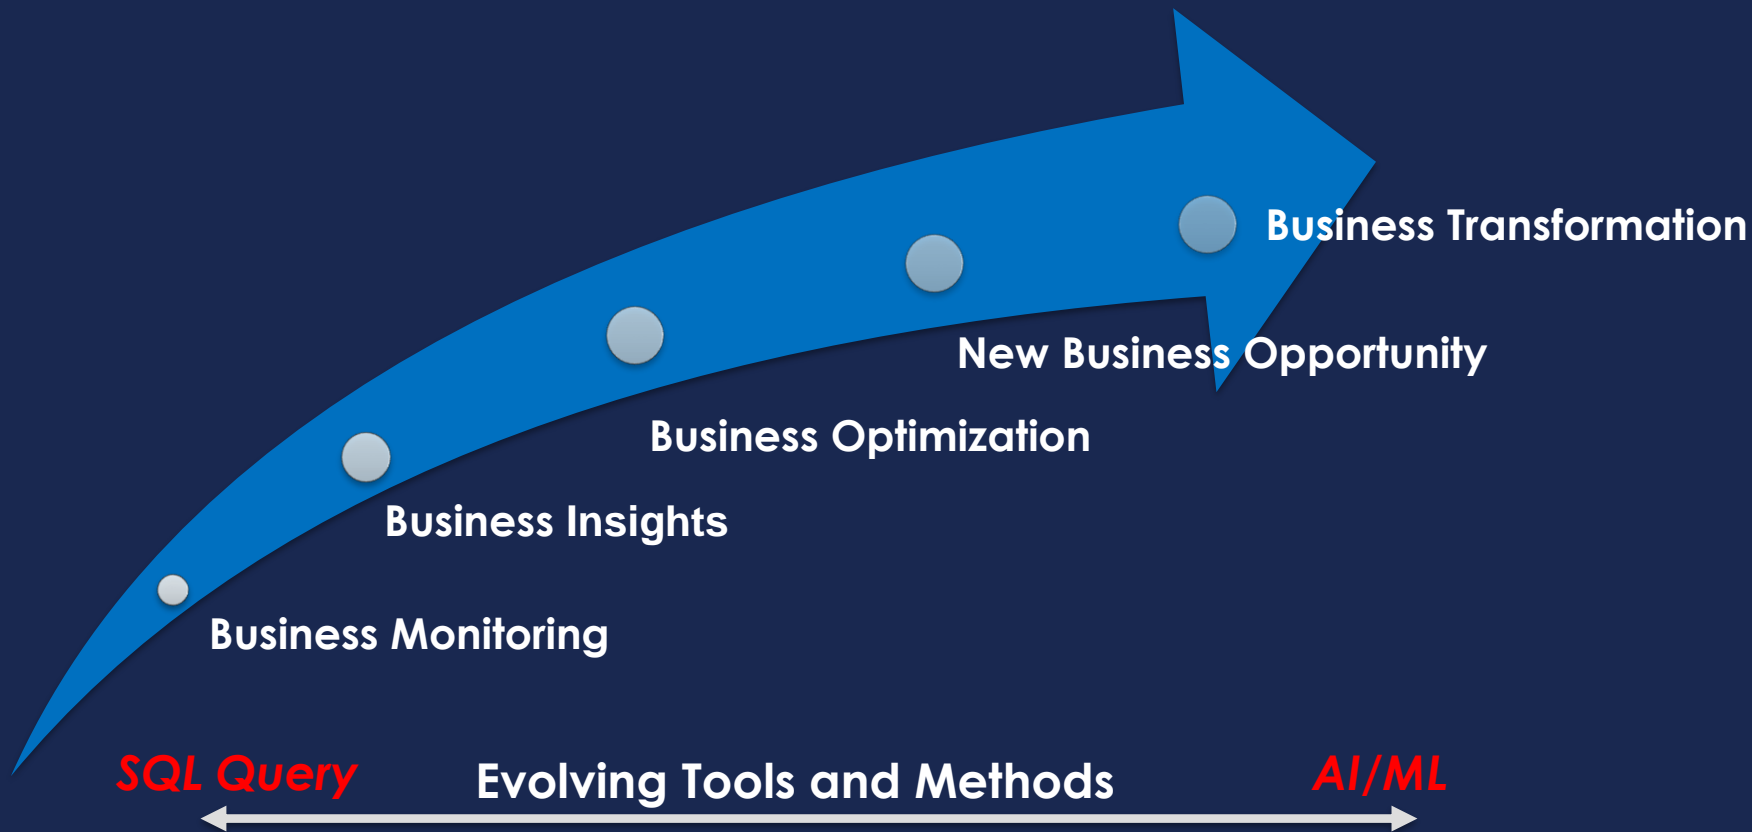 Business Transformation
New Business Opportunity
Business Optimization
Business Insights
Business Monitoring
SQL Query
Evolving Tools and Methods
AI/ML